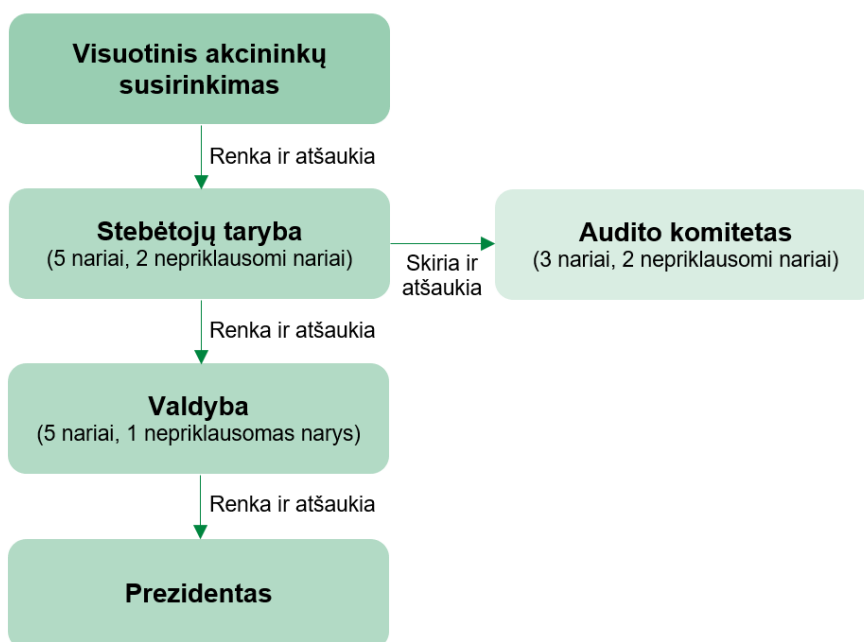 Visuotinis akcininkų
susirinkimas
Renka ir atšaukia
Stebėtojų taryba
(5 nariai, 2 nepriklausomi nariai)
Skiria ir
atšaukia
Audito komitetas
(3 nariai, 2 nepriklausomi nariai)
Renka ir atšaukia
Valdyba
(5 nariai, 1 nepriklausomas narys)
Renka ir atšaukia
Prezidentas